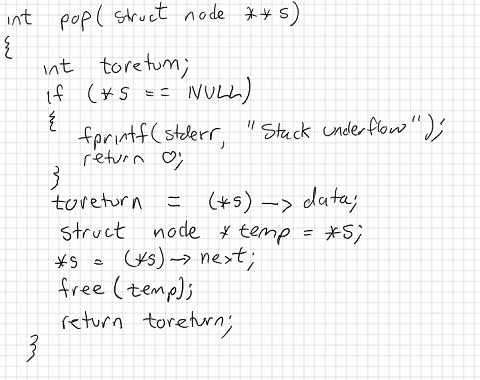 int pop( struct node **s)
{
int toreturn;
if (*s == NULL)
{
fprintf(stderr, "Stack underflow");
return 0;
}
toreturn = (*s)->data;
struct node *temp = *s;
*s = (*s)->next;
free(temp);
return toreturn;
}